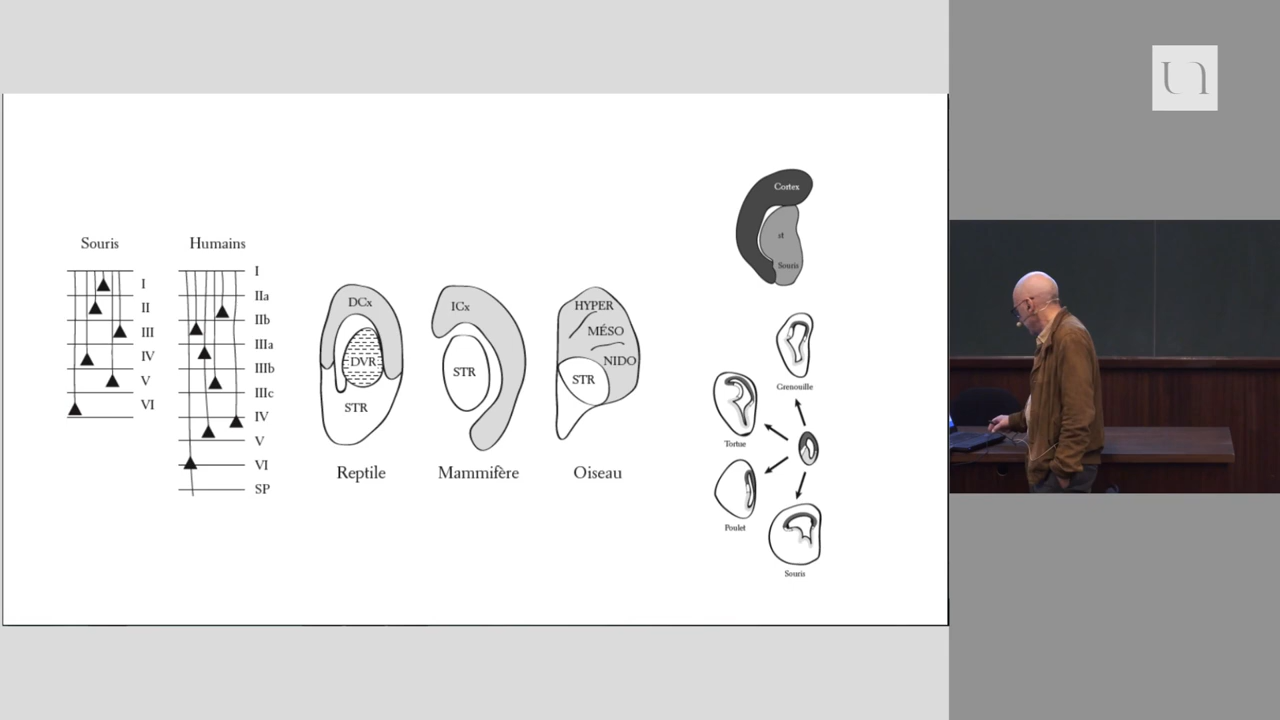 Souris
I
II
III
IV
V
VI
Humains
I
IIa
IIb
IIIa
IIIb
IIIc
IV
V
VI
SP
DCx
DVR
STR
Reptile
ICx
STR
Mammifère
HYPER
MÉSO
NIDO
STR
Oiseau
Cortex
st
Souris
Grenouille
Tortue
Poulet
Souris